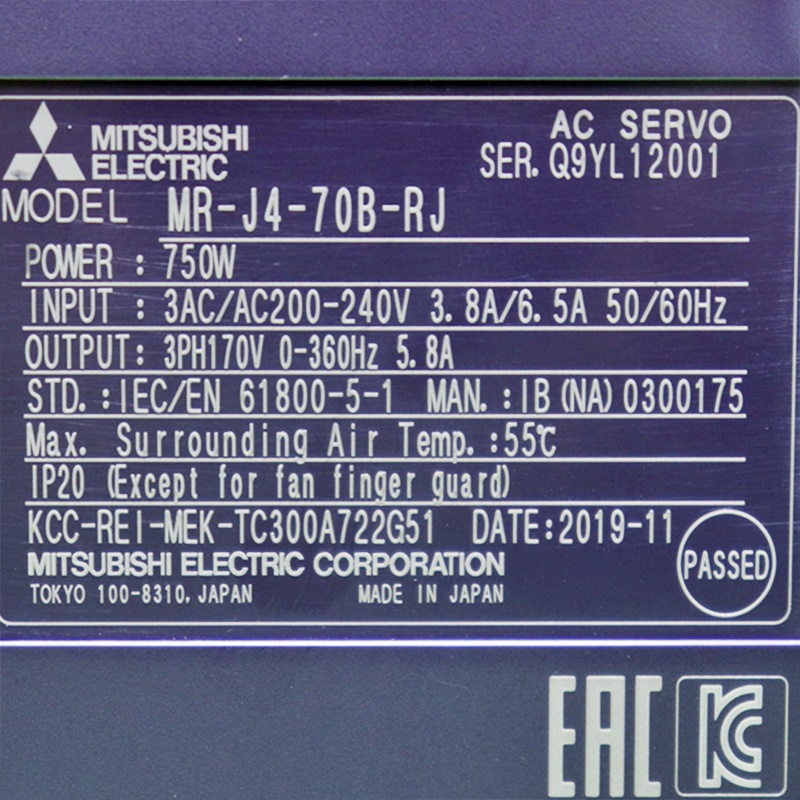 MITSUBISHI
ELECTRIC
AC SERVO
SER. Q9YL12001
MODEL MR-J4-70B-RJ
POWER : 750W
INPUT : 3AC/AC200-240V 3.8A/6.5A 50/60Hz
OUTPUT: 3PH170V 0-360Hz 5.8A
STD. : IEC/EN 61800-5-1 MAN. : IB(NA)0300175
Max. Surrounding Air Temp. :55℃
IP20 (Except for fan finger guard)
KCC-REI-MEK-TC300A722G51 DATE:2019-11
PASSED
MITSUBISHI ELECTRIC CORPORATION
TOKYO 100-8310, JAPAN MADE IN JAPAN
EAC KC